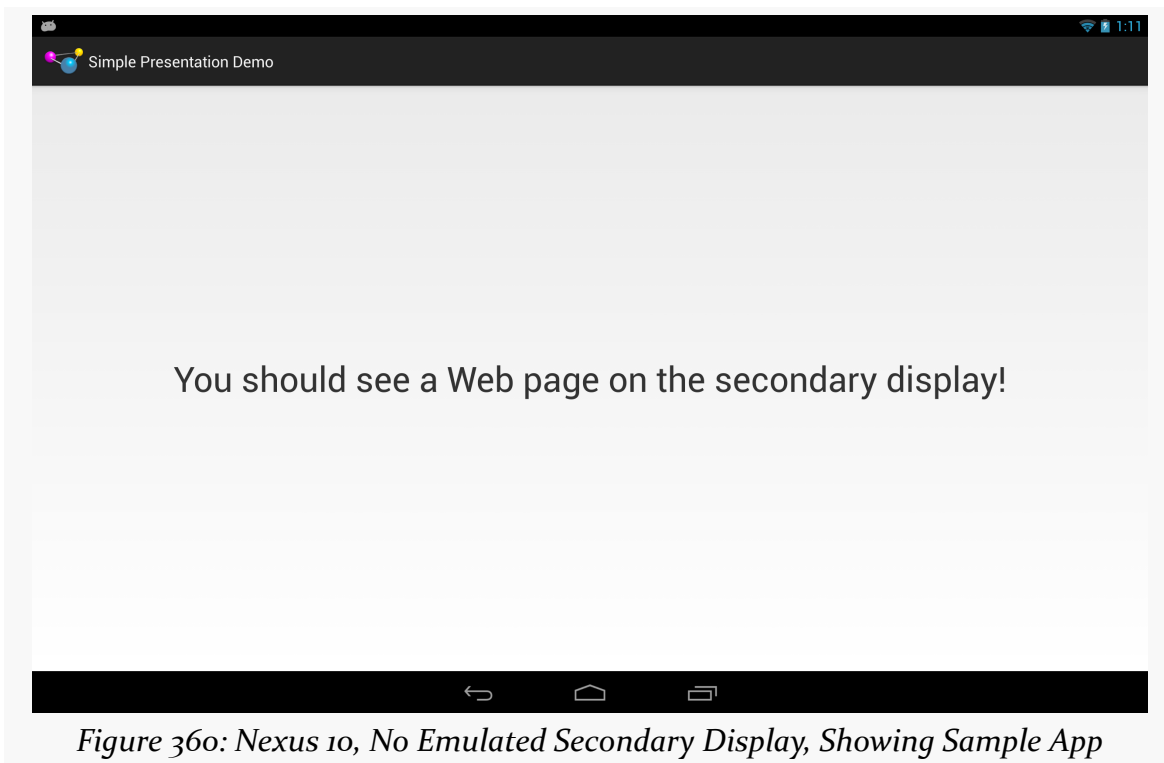 1:11
Simple Presentation Demo
You should see a Web page on the secondary display!
Figure 360: Nexus 10, No Emulated Secondary Display, Showing Sample App